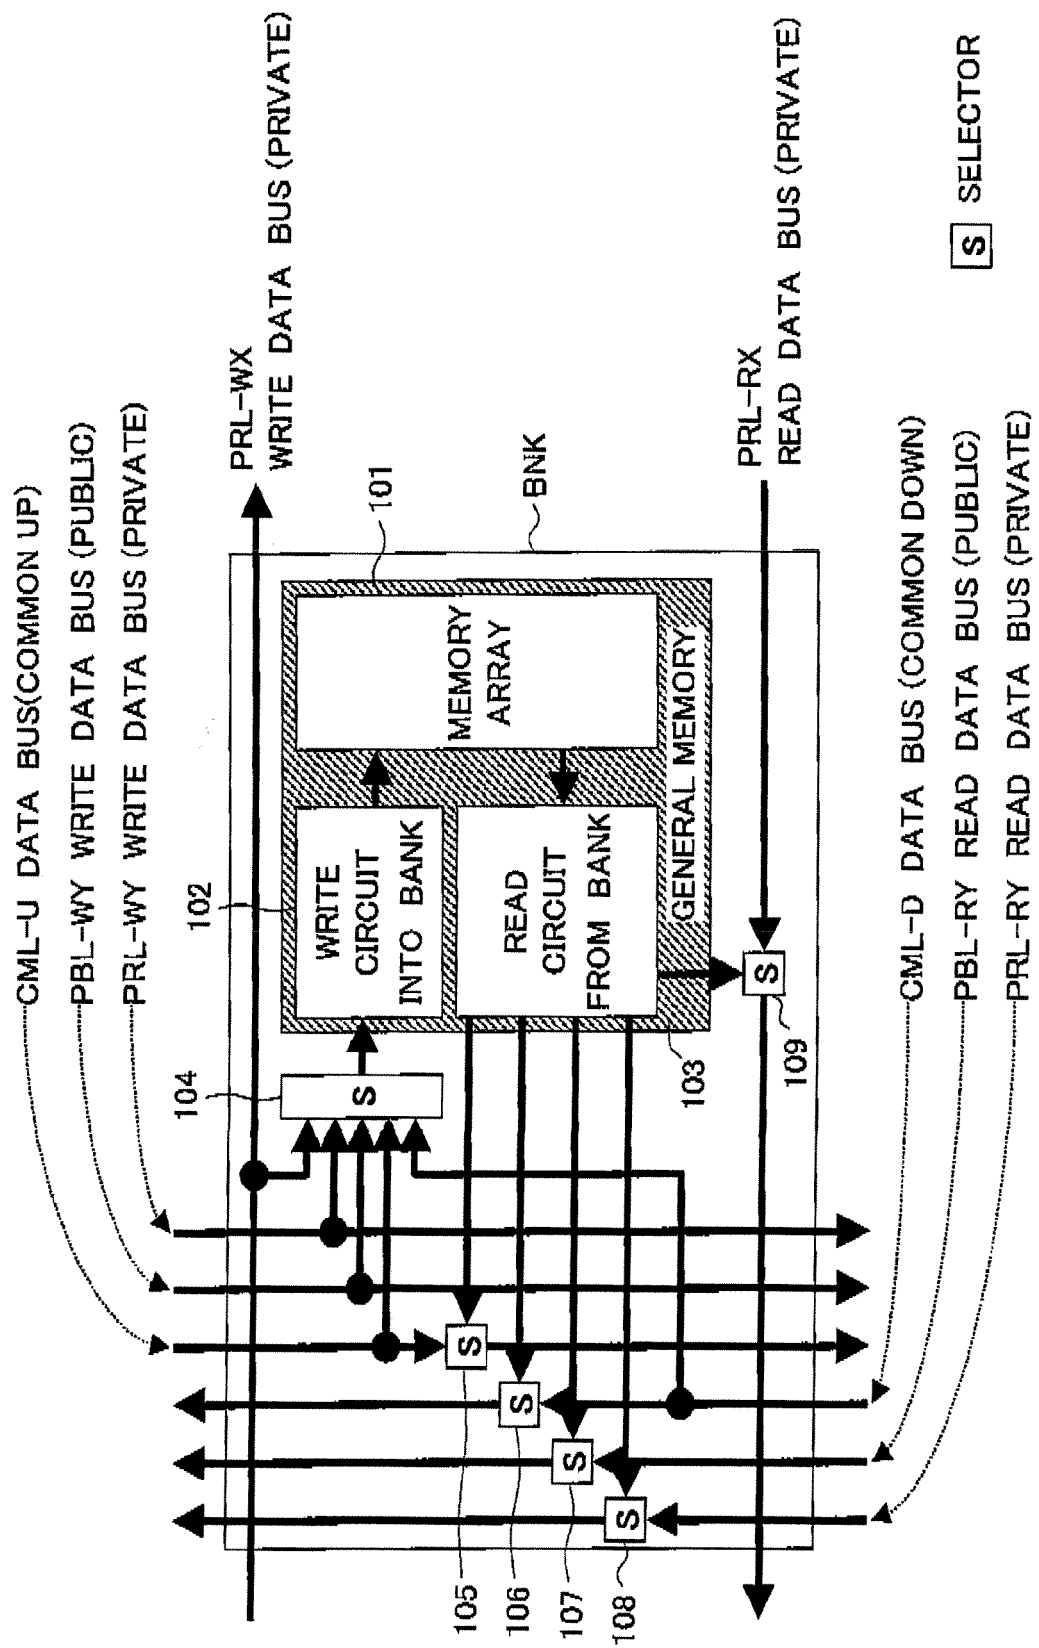 CML-U DATA BUS(COMMON UP)
PBL-WY WRITE DATA BUS (PUBLIC)
PRL-WY WRITE DATA BUS (PRIVATE)
PRL-WX
WRITE DATA BUS (PRIVATE)
102
101
104
S
WRITE
CIRCUIT
INTO BANK
MEMORY
ARRAY
BNK
READ
CIRCUIT
FROM BANK
GENERAL MEMORY
103
S
S
S
S
105
106
107
108
S
109
PRL-RX
READ DATA BUS (PRIVATE)
CML-D DATA BUS (COMMON DOWN)
PBL-RY READ DATA BUS (PUBLIC)
PRL-RY READ DATA BUS (PRIVATE)
S SELECTOR